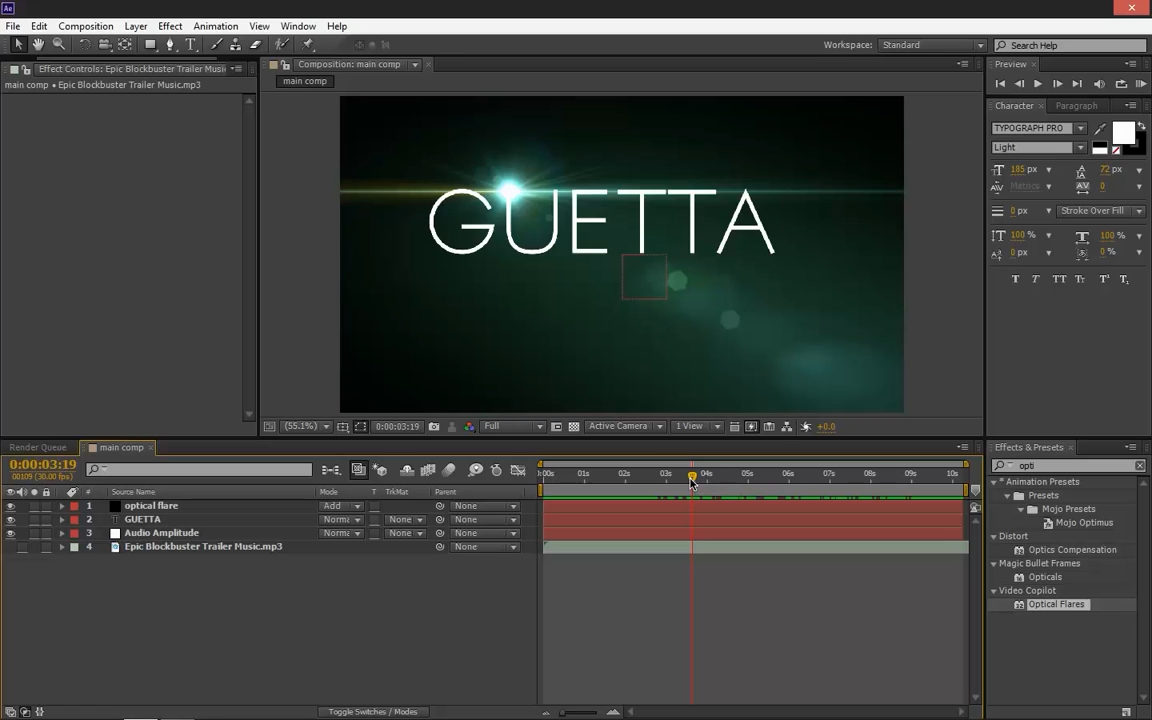 Ae
File Edit Composition Layer Effect Animation View Window Help
Workspace: Standard Search Help
Effect Controls: Epic Blockbuster Trailer Musi
main comp • Epic Blockbuster Trailer Music.mp3
Composition: main comp
main comp
GUETTA
(55.1%) 0:00:03:19 Full Active Camera 1 View +0.0
Preview
Character Paragraph
TYPOGRAPH PRO
Light
185 px 72 px
Metrics 0
0 px Stroke Over Fill
100 % 100 %
0 px 0 %
T T TT Tт T¹ T₁
Render Queue main comp
0:00:03:19
00109 (30.00 fps)
# Source Name Mode T TrkMat Parent
1 optical flare Add None
2 T GUETTA Norma None None
3 Audio Amplitude Norma None None
4 Epic Blockbuster Trailer Music.mp3 None
:00s 01s 02s 03s 04s 05s 06s 07s 08s 09s 10s
Toggle Switches / Modes
Effects & Presets
opti
* Animation Presets
Presets
Mojo Presets
Mojo Optimus
Distort
Optics Compensation
Magic Bullet Frames
Opticals
Video Copilot
Optical Flares